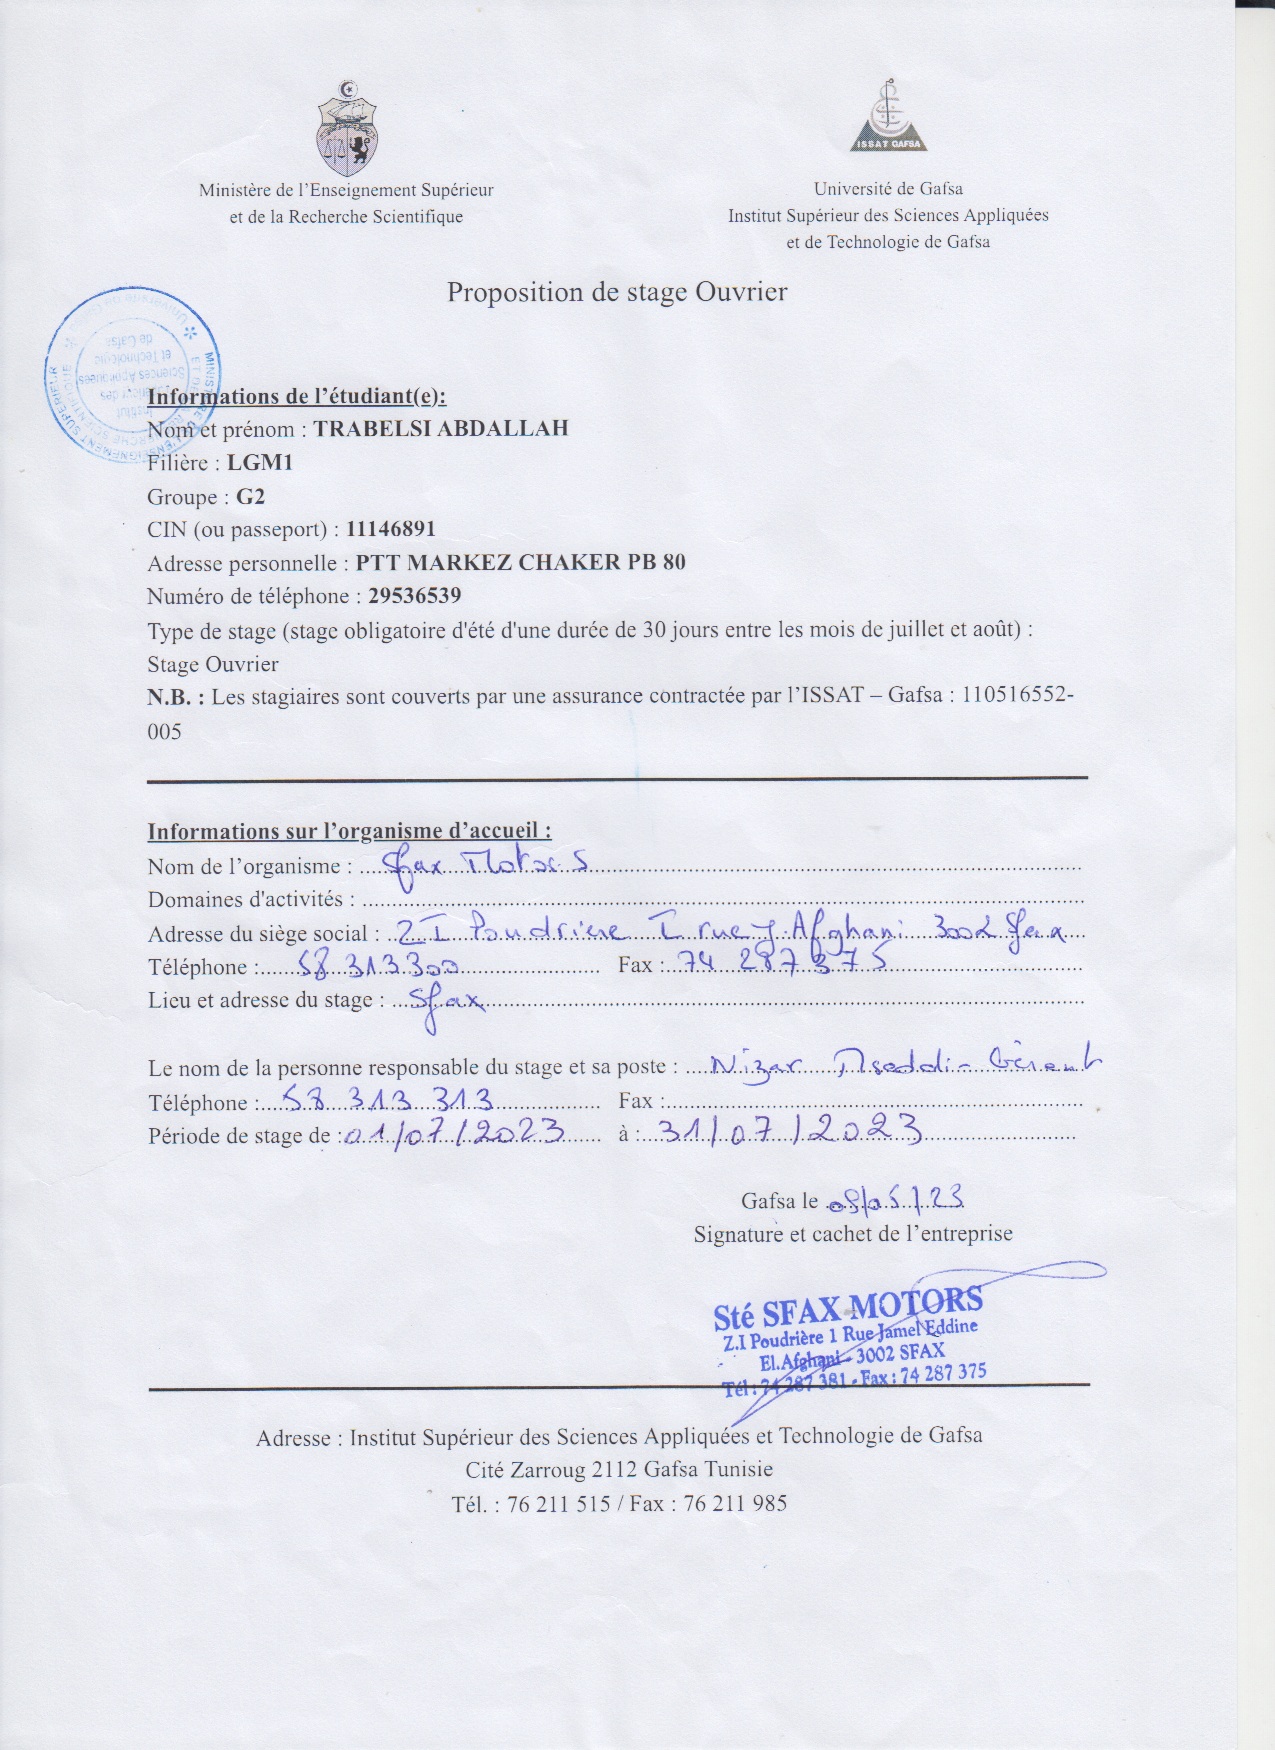 Ministère de l'Enseignement Supérieur
et de la Recherche Scientifique
ISSAT GAFSA
Université de Gafsa
Institut Supérieur des Sciences Appliquées
et de Technologie de Gafsa
Proposition de stage Ouvrier
MINISTERE DE L'ENSEIGNEMENT SUPERIEUR
ET DE LA RECHERCHE SCIENTIFIQUE
Institut
Supérieur des
Sciences Appliquées
et Technologie
de Gafsa
Informations de l'étudiant(e):
Nom et prénom : TRABELSI ABDALLAH
Filière : LGM1
Groupe : G2
CIN (ou passeport) : 11146891
Adresse personnelle : PTT MARKEZ CHAKER PB 80
Numéro de téléphone : 29536539
Type de stage (stage obligatoire d'été d'une durée de 30 jours entre les mois de juillet et août) :
Stage Ouvrier
N.B. : Les stagiaires sont couverts par une assurance contractée par l'ISSAT – Gafsa : 110516552-
005
Informations sur l'organisme d'accueil :
Nom de l'organisme : Sfax Motors
Domaines d'activités :
Adresse du siège social : ZI Poudrière I rue J Afghani 3002 Sfax
Téléphone : 58 313 300 Fax : 74 287 375
Lieu et adresse du stage : Sfax
Le nom de la personne responsable du stage et sa poste : Nizar Gérant
Téléphone : 58 313 313 Fax :
Période de stage de : 01/07/2023 à : 31/07/2023
Gafsa le /05/23
Signature et cachet de l'entreprise
Sté SFAX MOTORS
Z.I Poudrière 1 Rue Jamel Eddine
El.Afghani - 3002 SFAX
Tél : 74 287 381 - Fax : 74 287 375
Adresse : Institut Supérieur des Sciences Appliquées et Technologie de Gafsa
Cité Zarroug 2112 Gafsa Tunisie
Tél. : 76 211 515 / Fax : 76 211 985